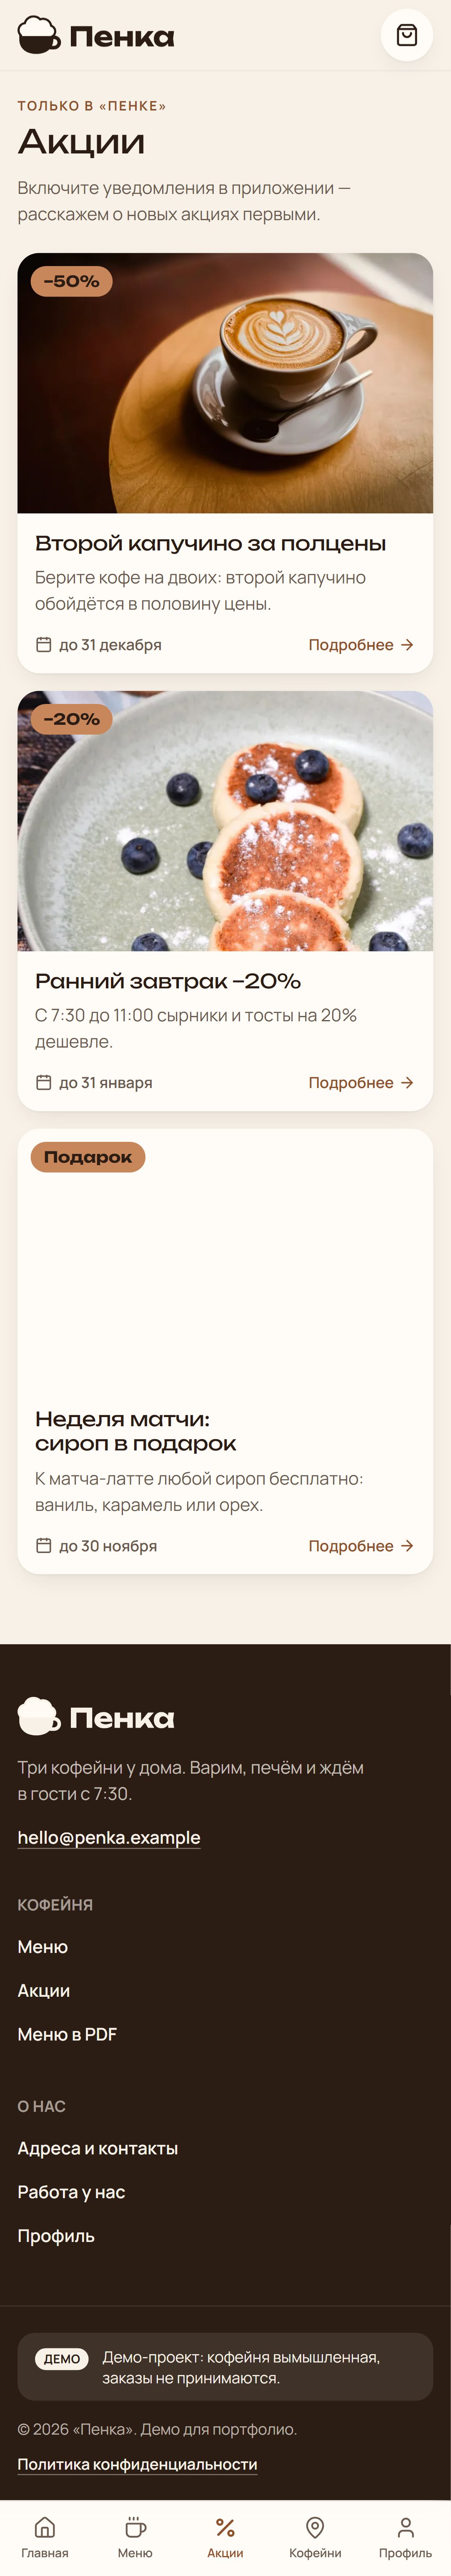 Пенка
ТОЛЬКО В «ПЕНКЕ»
Акции
Включите уведомления в приложении —
расскажем о новых акциях первыми.
−50%
Второй капучино за полцены
Берите кофе на двоих: второй капучино
обойдётся в половину цены.
до 31 декабря
Подробнее →
−20%
Ранний завтрак −20%
С 7:30 до 11:00 сырники и тосты на 20%
дешевле.
до 31 января
Подробнее →
Подарок
Неделя матчи:
сироп в подарок
К матча-латте любой сироп бесплатно:
ваниль, карамель или орех.
до 30 ноября
Подробнее →
Пенка
Три кофейни у дома. Варим, печём и ждём
в гости с 7:30.
hello@penka.example
КОФЕЙНЯ
Меню
Акции
Меню в PDF
О НАС
Адреса и контакты
Работа у нас
Профиль
ДЕМО
Демо-проект: кофейня вымышленная,
заказы не принимаются.
© 2026 «Пенка». Демо для портфолио.
Политика конфиденциальности
Главная
Меню
Акции
Кофейни
Профиль